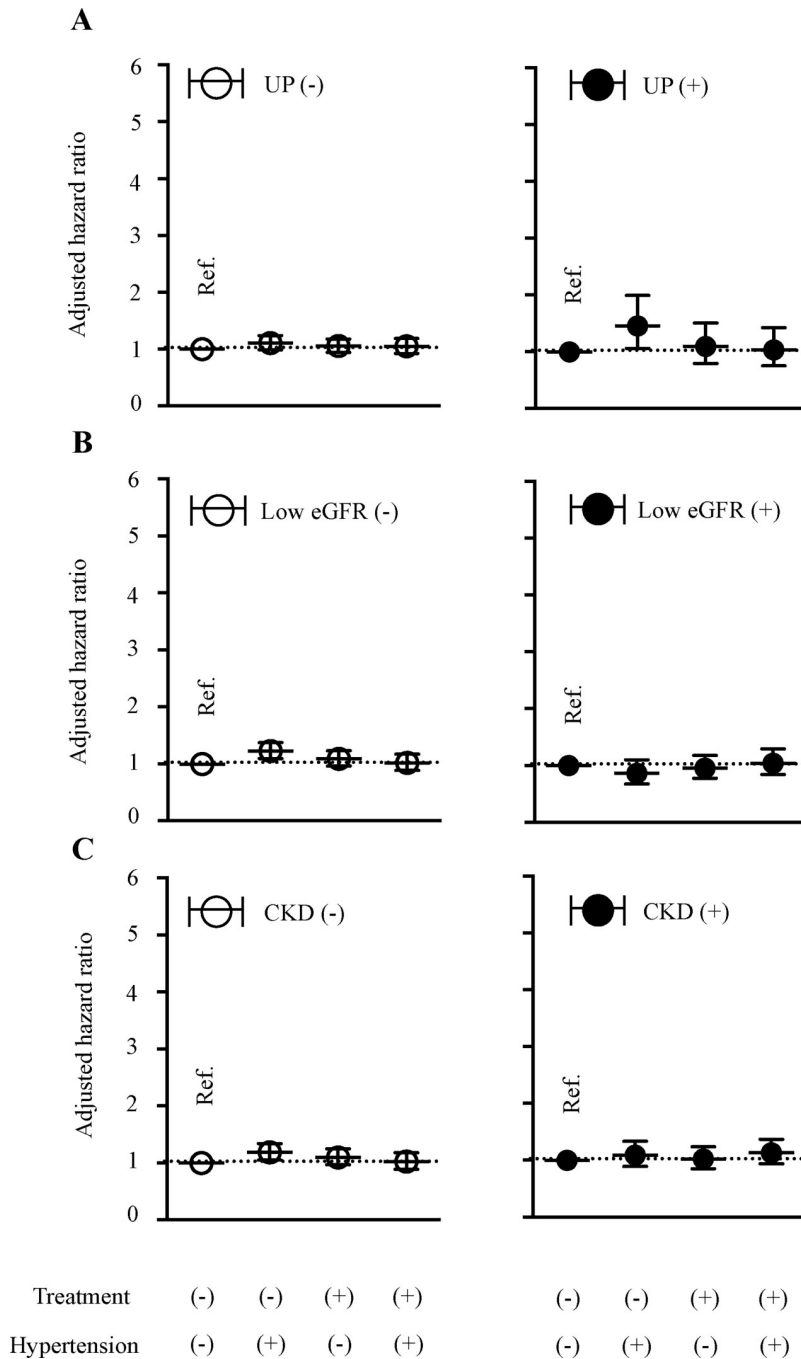 A
6
5
4
3
2
1
0
Adjusted hazard ratio
UP (-)
Ref.
UP (+)
Ref.
B
6
5
4
3
2
1
0
Adjusted hazard ratio
Low eGFR (-)
Ref.
Low eGFR (+)
Ref.
C
6
5
4
3
2
1
0
Adjusted hazard ratio
CKD (-)
Ref.
CKD (+)
Ref.
Treatment (-) (-) (+) (+) (-) (-) (+) (+)
Hypertension (-) (+) (-) (+) (-) (+) (-) (+)